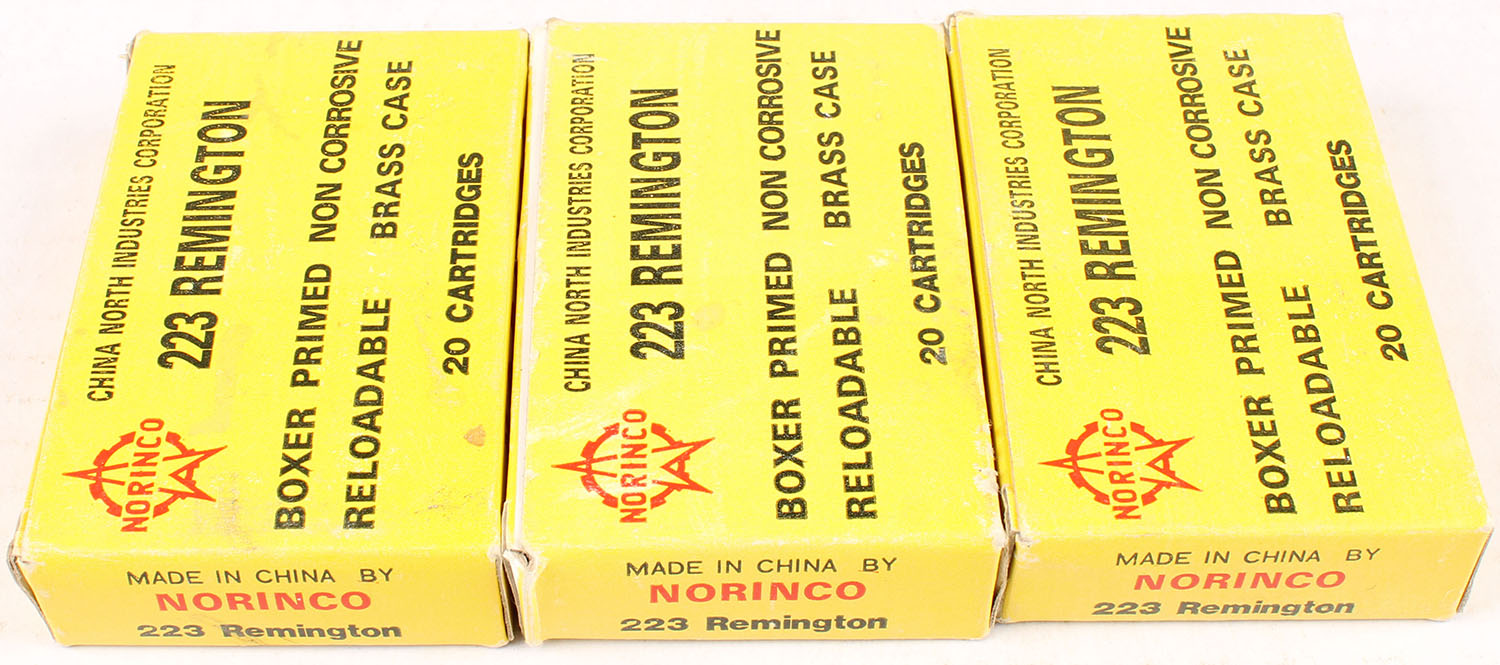 CHINA NORTH INDUSTRIES CORPORATION
223 REMINGTON
NORINCO
BOXER PRIMED NON CORROSIVE
RELOADABLE BRASS CASE
20 CARTRIDGES
MADE IN CHINA BY
NORINCO
223 Remington
CHINA NORTH INDUSTRIES CORPORATION
223 REMINGTON
NORINCO
BOXER PRIMED NON CORROSIVE
RELOADABLE BRASS CASE
20 CARTRIDGES
MADE IN CHINA BY
NORINCO
223 Remington
CHINA NORTH INDUSTRIES CORPORATION
223 REMINGTON
NORINCO
BOXER PRIMED NON CORROSIVE
RELOADABLE BRASS CASE
20 CARTRIDGES
MADE IN CHINA BY
NORINCO
223 Remington